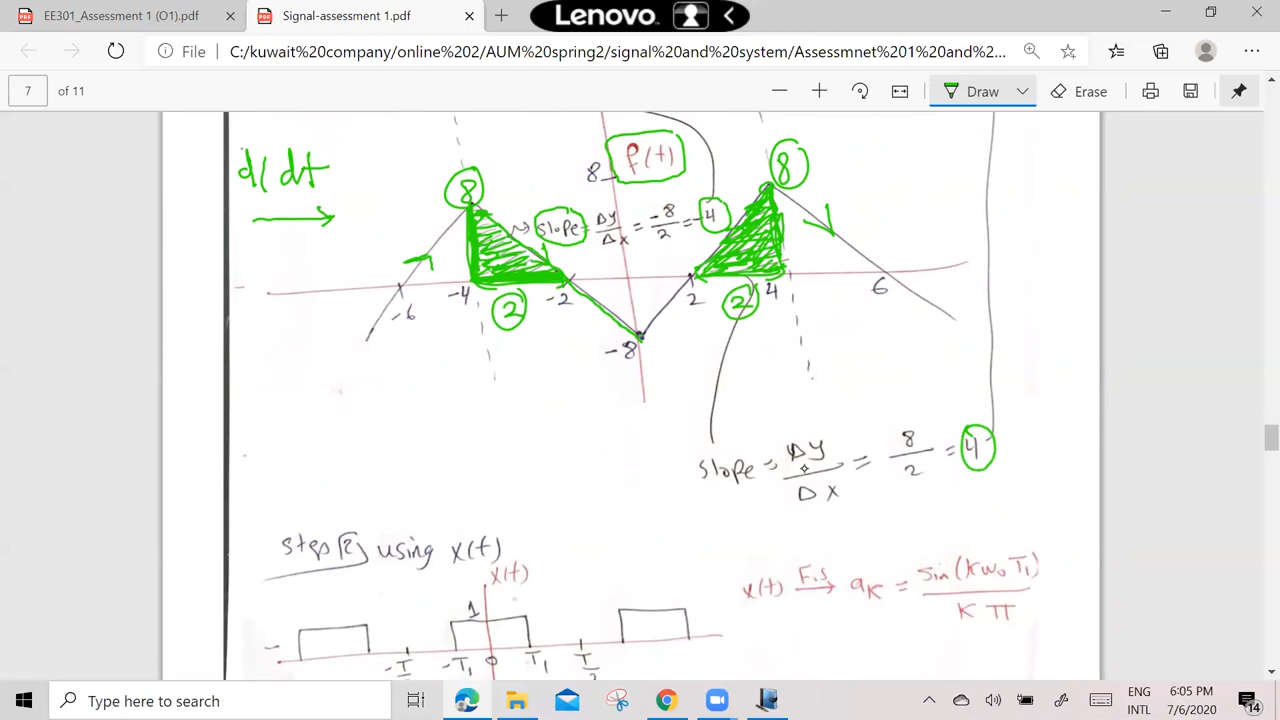 EE301_Assessment 1 (O1).pdf
Signal-assessment 1.pdf
Lenovo
File
C:/kuwait%20company/online%202/AUM%20spring2/signal%20and%20system/Assessmnet%201%20and%2...
7 of 11
Draw
Erase
d/dt
8
8
f(t)
8
slope = Δy/Δx = -8/2 = -4
-6
-4
-2
2
4
6
2
2
-8
slope = Δy/Δx = 8/2 = 4
step [2] using x(t)
x(t)
x(t) F.S → aK = sin(Kω0T1)/Kπ
1
-T
-T1 0 T1
T/2
Type here to search
ENG
INTL
6:05 PM
7/6/2020
14